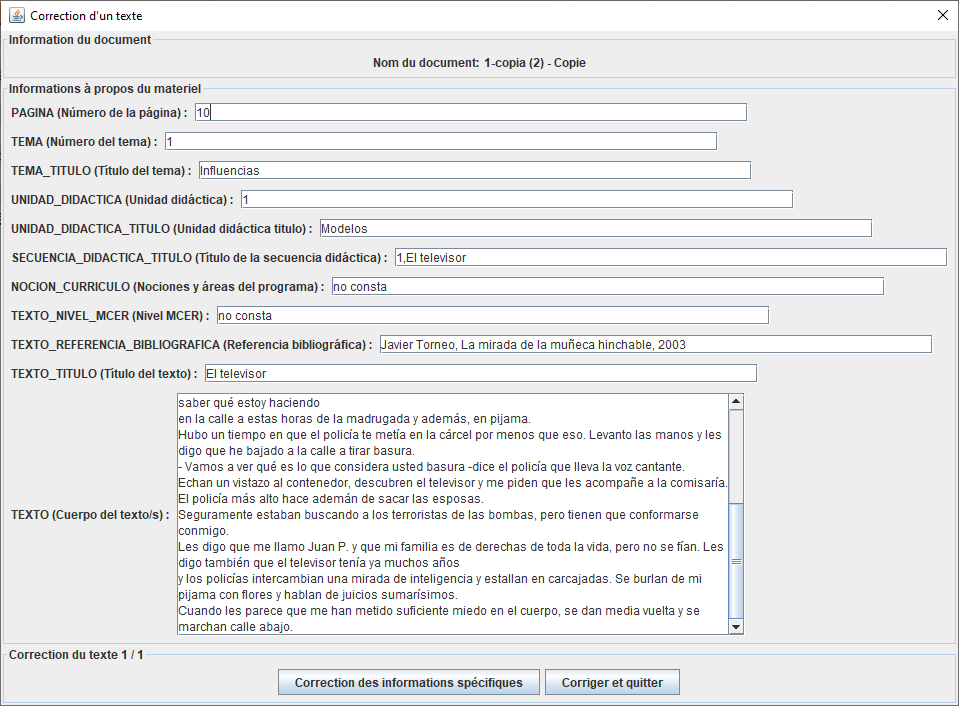 Correction d'un texte
Information du document
Nom du document: 1-copia (2) - Copie
Informations à propos du materiel
PAGINA (Número de la página) : 10
TEMA (Número del tema) : 1
TEMA_TITULO (Título del tema) : Influencias
UNIDAD_DIDACTICA (Unidad didáctica) : 1
UNIDAD_DIDACTICA_TITULO (Unidad didáctica titulo) : Modelos
SECUENCIA_DIDACTICA_TITULO (Título de la secuencia didáctica) : 1,El televisor
NOCION_CURRICULO (Nociones y áreas del programa) : no consta
TEXTO_NIVEL_MCER (Nivel MCER) : no consta
TEXTO_REFERENCIA_BIBLIOGRAFICA (Referencia bibliográfica) : Javier Torneo, La mirada de la muñeca hinchable, 2003
TEXTO_TITULO (Título del texto) : El televisor
TEXTO (Cuerpo del texto/s) :
saber qué estoy haciendo
en la calle a estas horas de la madrugada y además, en pijama.
Hubo un tiempo en que el policía te metía en la cárcel por menos que eso. Levanto las manos y les
digo que he bajado a la calle a tirar basura.
- Vamos a ver qué es lo que considera usted basura -dice el policía que lleva la voz cantante.
Echan un vistazo al contenedor, descubren el televisor y me piden que les acompañe a la comisaría.
El policía más alto hace ademán de sacar las esposas.
Seguramente estaban buscando a los terroristas de las bombas, pero tienen que conformarse
conmigo.
Les digo que me llamo Juan P. y que mi familia es de derechas de toda la vida, pero no se fían. Les
digo también que el televisor tenía ya muchos años
y los policías intercambian una mirada de inteligencia y estallan en carcajadas. Se burlan de mi
pijama con flores y hablan de juicios sumarísimos.
Cuando les parece que me han metido suficiente miedo en el cuerpo, se dan media vuelta y se
marchan calle abajo.
Correction du texte 1 / 1
Correction des informations spécifiques
Corriger et quitter